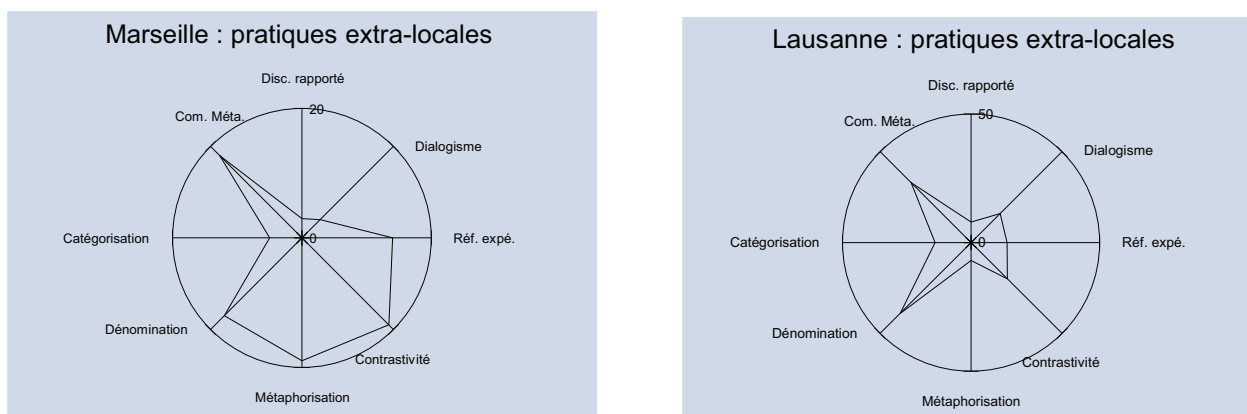 Marseille : pratiques extra-locales
Disc. rapporté
20
Com. Méta.
Dialogisme
Catégorisation
0
Réf. expé.
Dénomination
Contrastivité
Métaphorisation
Lausanne : pratiques extra-locales
Disc. rapporté
50
Com. Méta.
Dialogisme
Catégorisation
0
Réf. expé.
Dénomination
Contrastivité
Métaphorisation